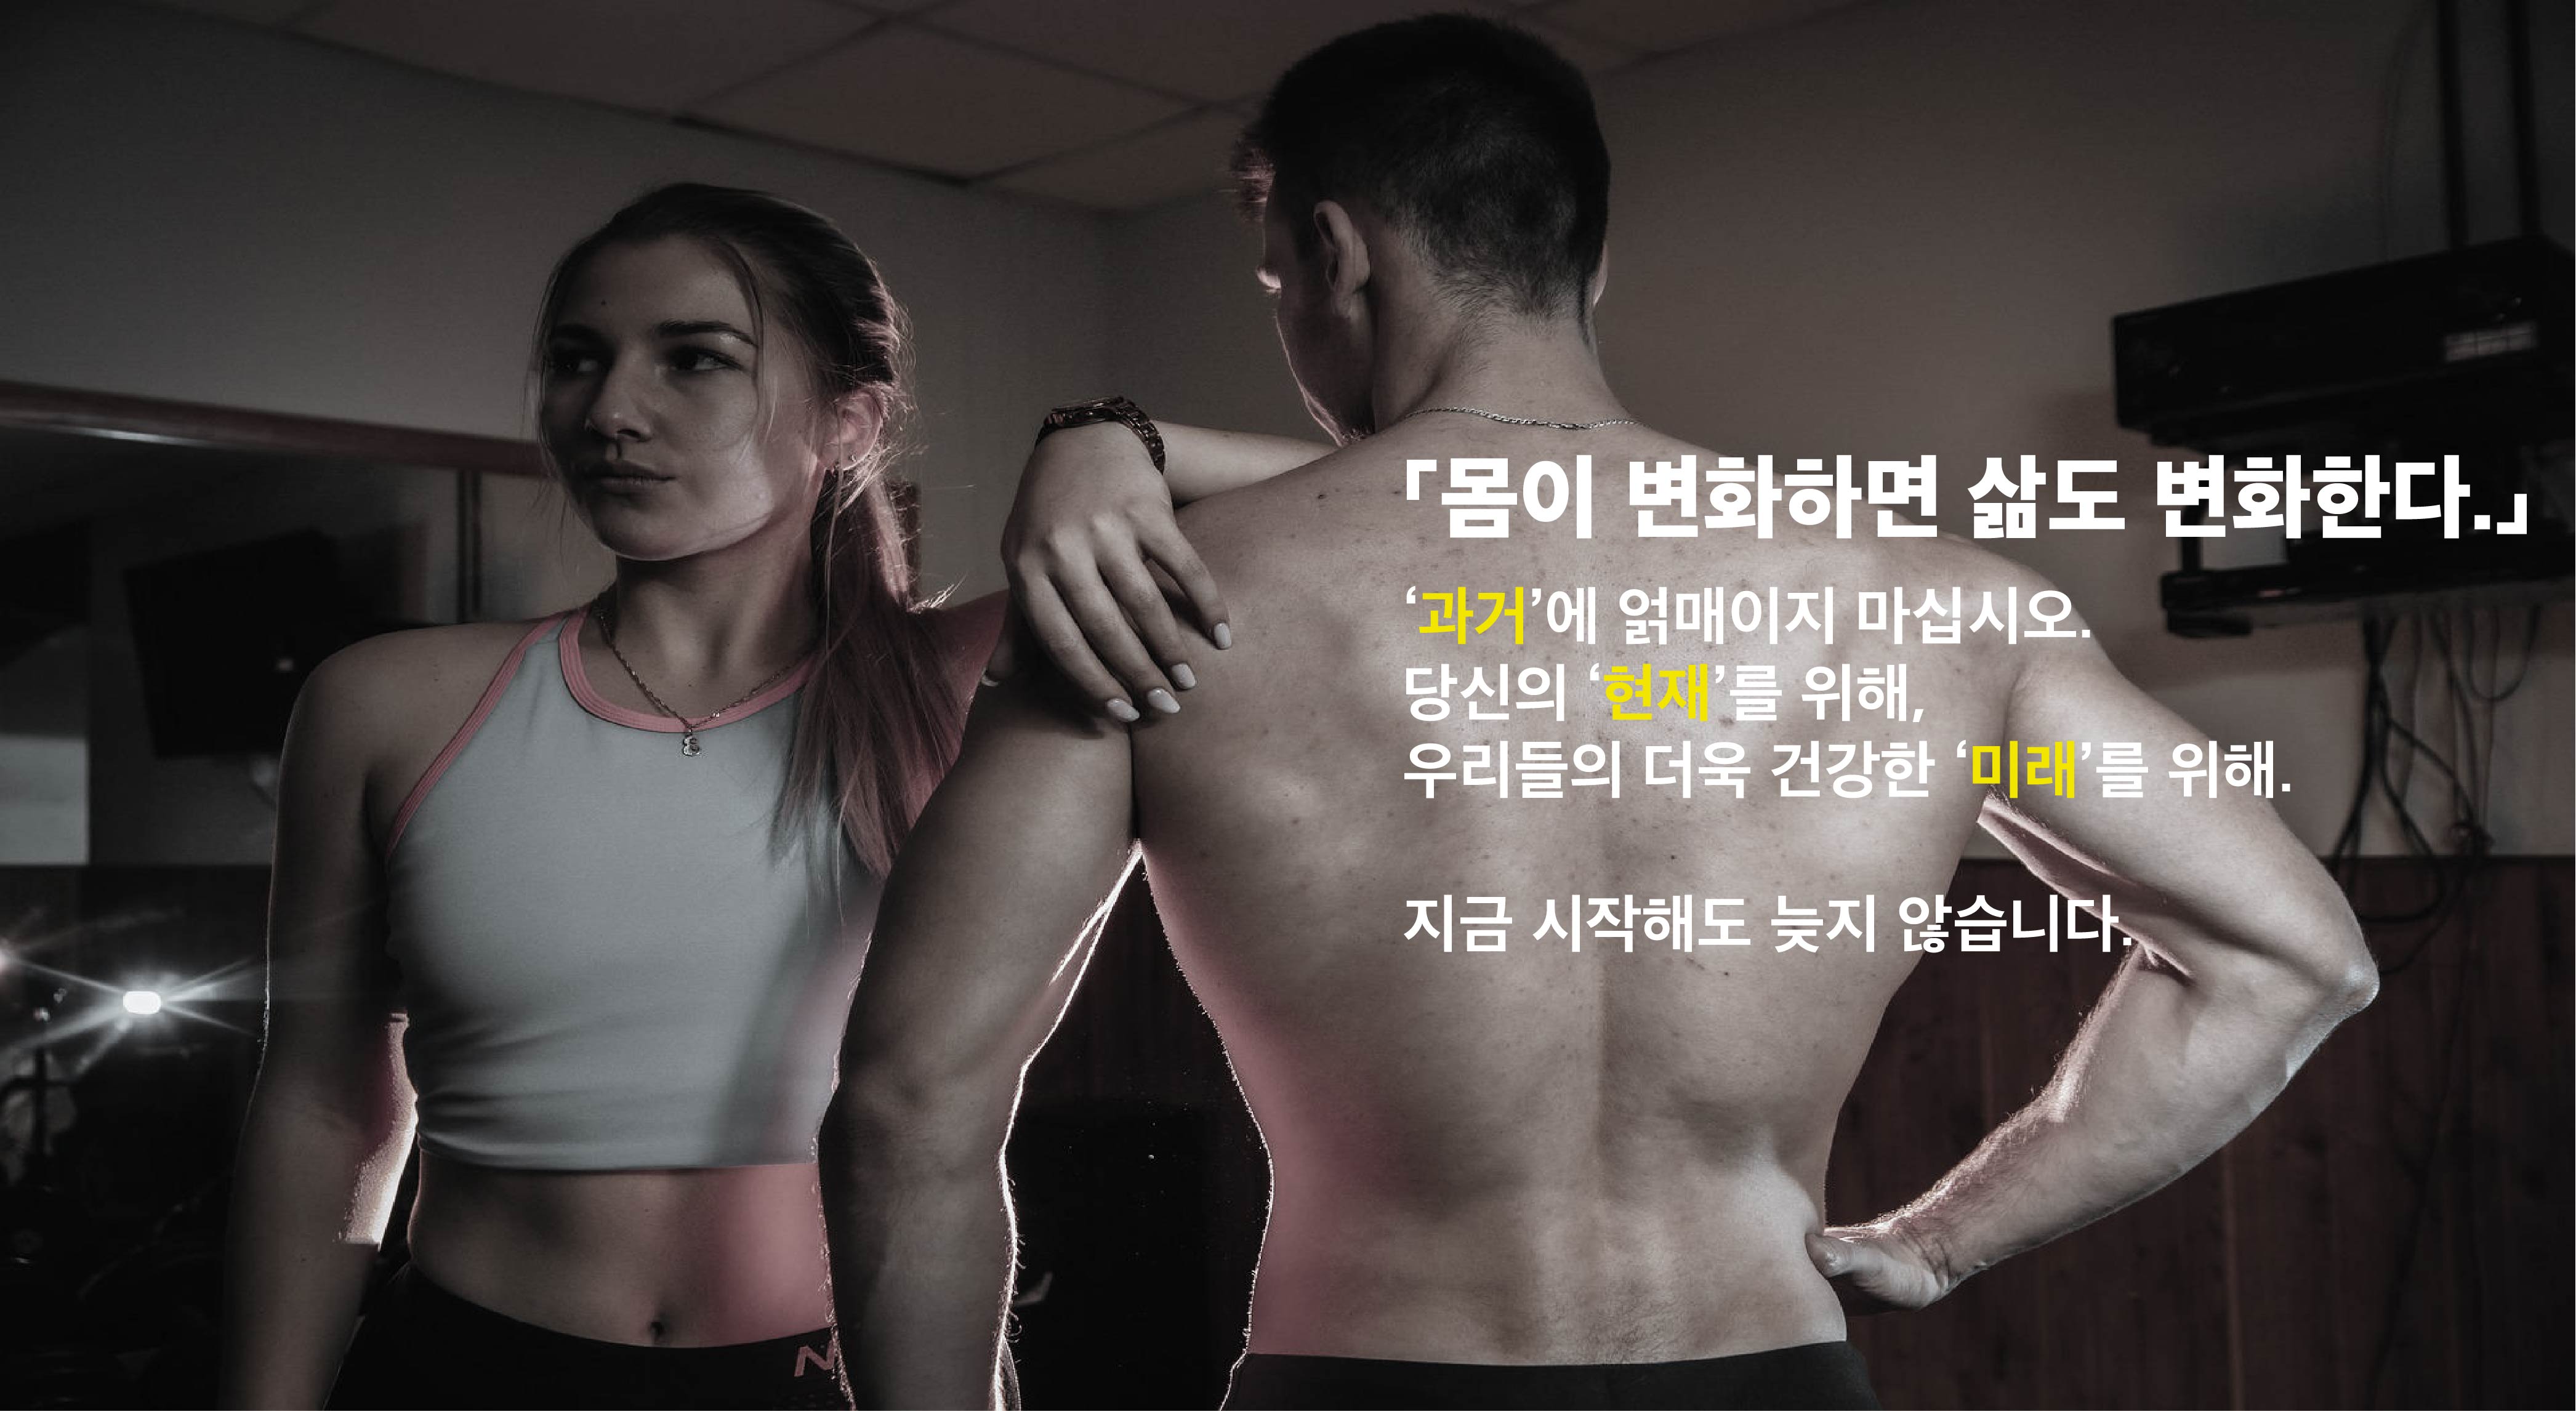 「몸이 변화하면 삶도 변화한다.」
‘과거’에 얽매이지 마십시오.
당신의 ‘현재’를 위해,
우리들의 더욱 건강한 ‘미래’를 위해.
지금 시작해도 늦지 않습니다.